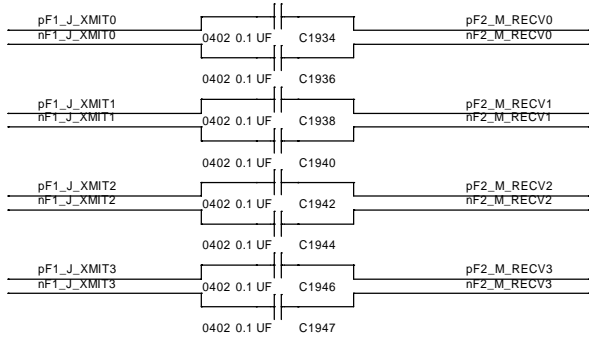 pF1_J_XMIT0 pF2_M_RECV0
nF1_J_XMIT0 0402 0.1 UF C1934 nF2_M_RECV0
0402 0.1 UF C1936
pF1_J_XMIT1 pF2_M_RECV1
nF1_J_XMIT1 0402 0.1 UF C1938 nF2_M_RECV1
0402 0.1 UF C1940
pF1_J_XMIT2 pF2_M_RECV2
nF1_J_XMIT2 0402 0.1 UF C1942 nF2_M_RECV2
0402 0.1 UF C1944
pF1_J_XMIT3 pF2_M_RECV3
nF1_J_XMIT3 0402 0.1 UF C1946 nF2_M_RECV3
0402 0.1 UF C1947